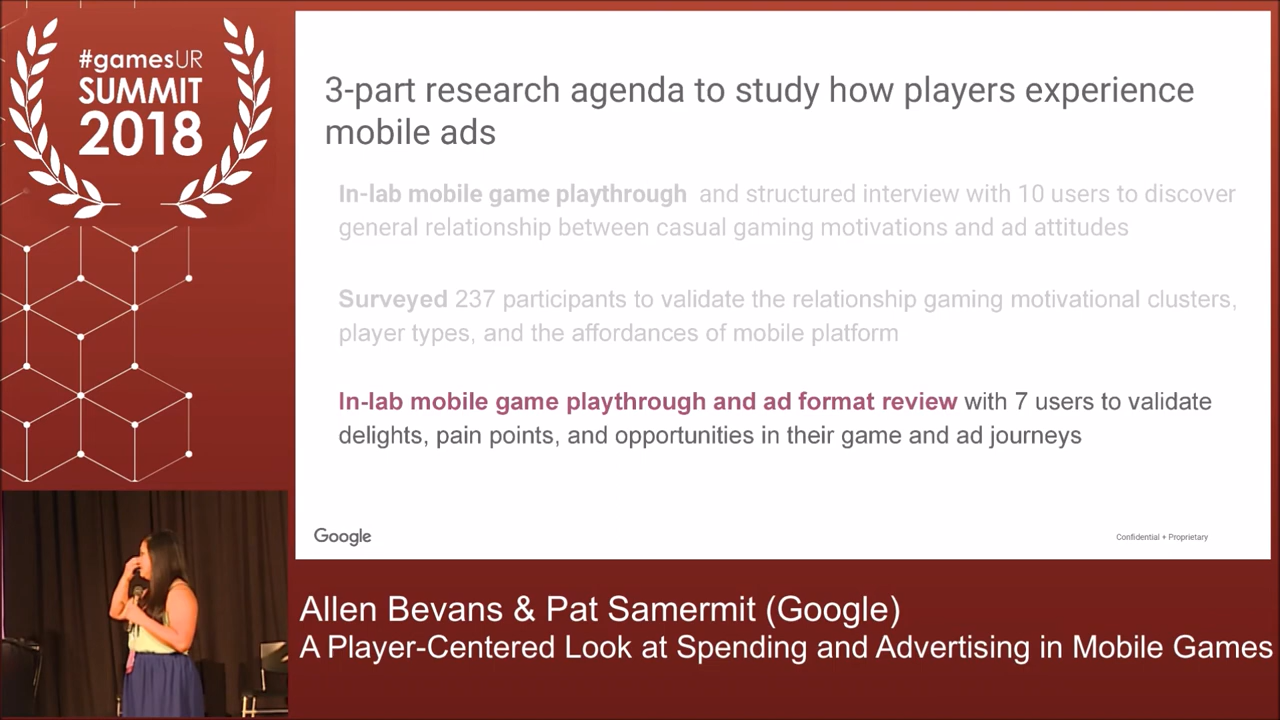 #gamesUR
SUMMIT
2018
3-part research agenda to study how players experience
mobile ads
In-lab mobile game playthrough and structured interview with 10 users to discover
general relationship between casual gaming motivations and ad attitudes
Surveyed 237 participants to validate the relationship gaming motivational clusters,
player types, and the affordances of mobile platform
In-lab mobile game playthrough and ad format review with 7 users to validate
delights, pain points, and opportunities in their game and ad journeys
Google
Confidential + Proprietary
Allen Bevans & Pat Samermit (Google)
A Player-Centered Look at Spending and Advertising in Mobile Games